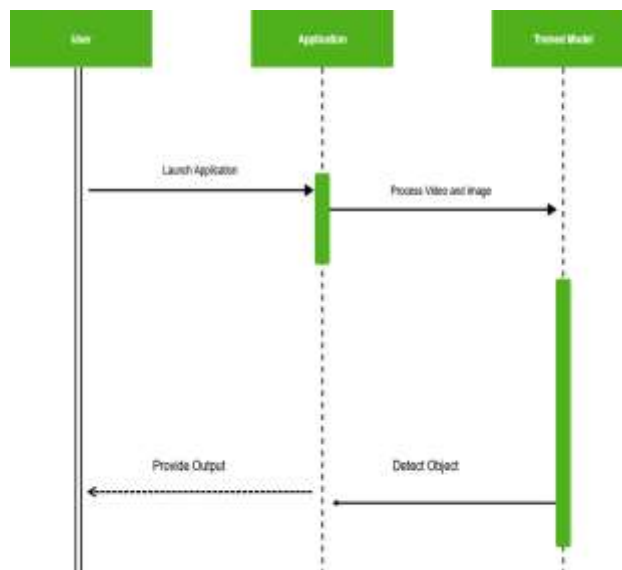 User
Application
Trained Model
Launch Application
Process Video and Image
Provide Output
Detect Object